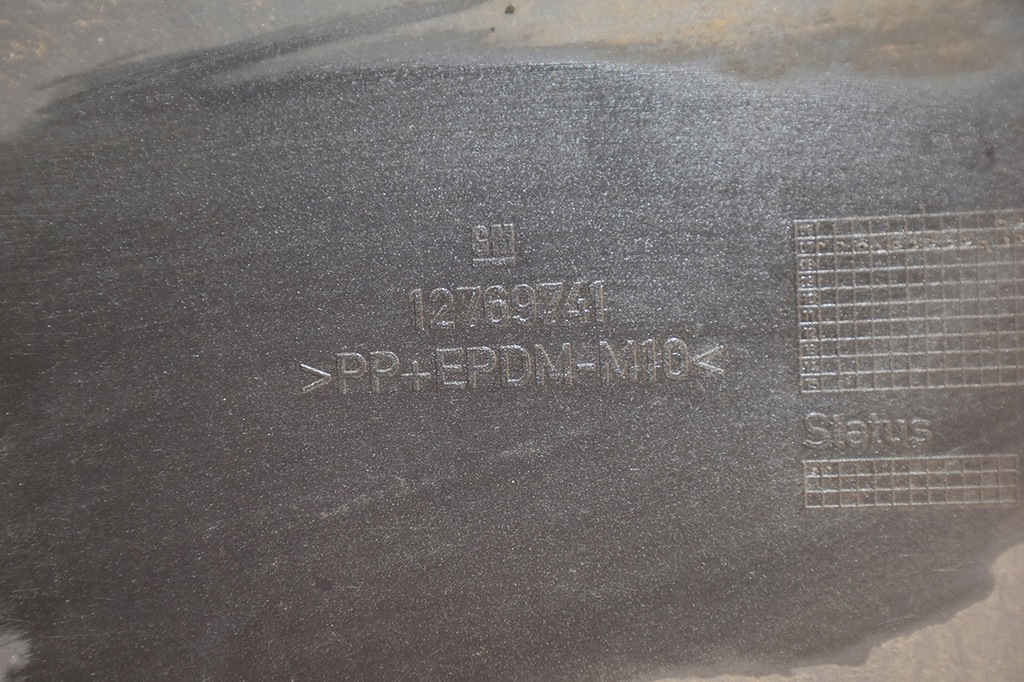 GM
12769741
>PP+EPDM-M10<
Status